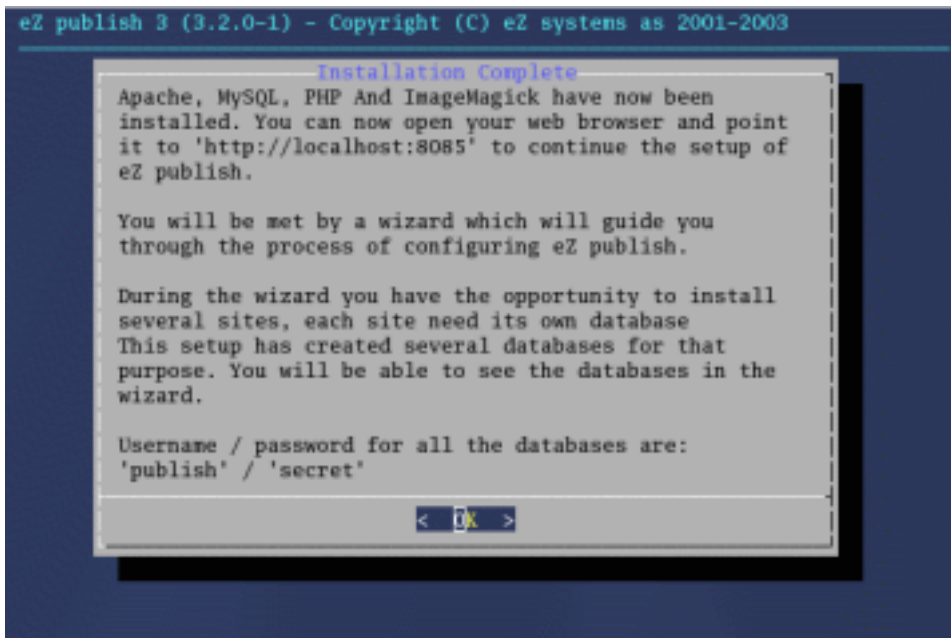 eZ publish 3 (3.2.0-1) - Copyright (C) eZ systems as 2001-2003
Installation Complete
Apache, MySQL, PHP And ImageMagick have now been
installed. You can now open your web browser and point
it to 'http://localhost:8085' to continue the setup of
eZ publish.
You will be met by a wizard which will guide you
through the process of configuring eZ publish.
During the wizard you have the opportunity to install
several sites, each site need its own database
This setup has created several databases for that
purpose. You will be able to see the databases in the
wizard.
Username / password for all the databases are:
'publish' / 'secret'
< OK >